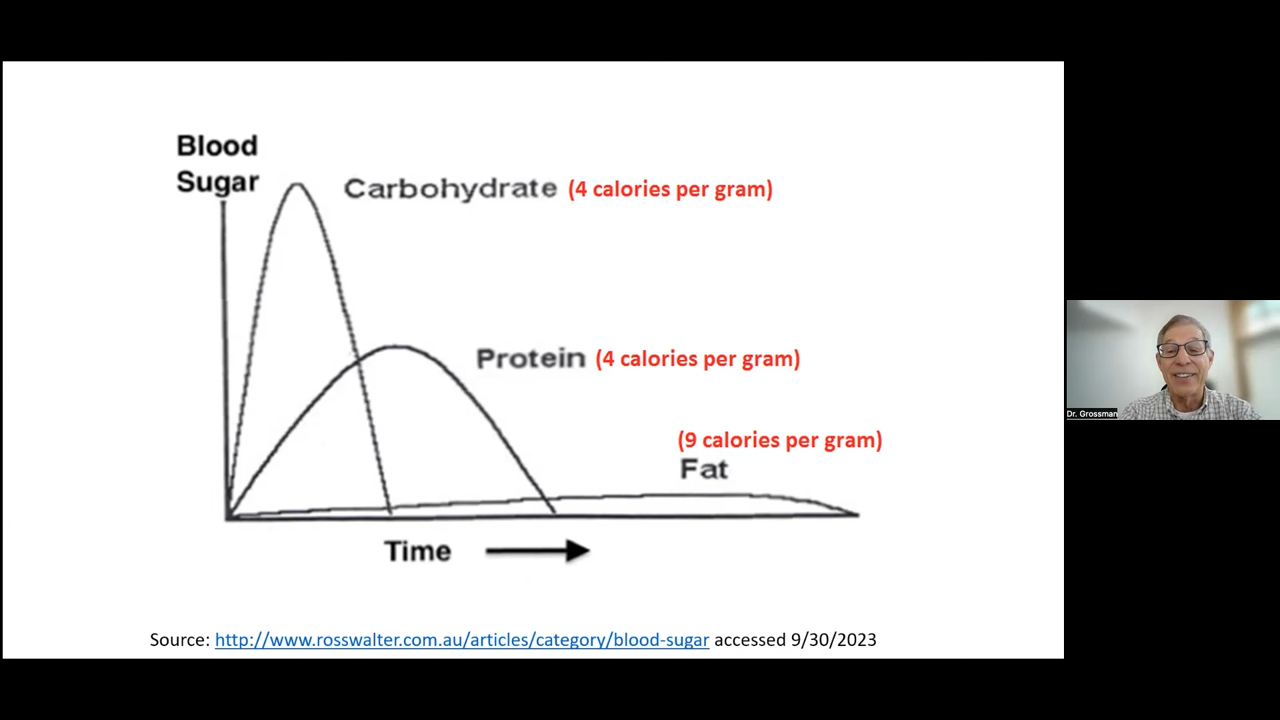 Blood
Sugar
Carbohydrate (4 calories per gram)
Protein (4 calories per gram)
(9 calories per gram)
Fat
Time
Source: http://www.rosswalter.com.au/articles/category/blood-sugar accessed 9/30/2023
Dr. Grossman